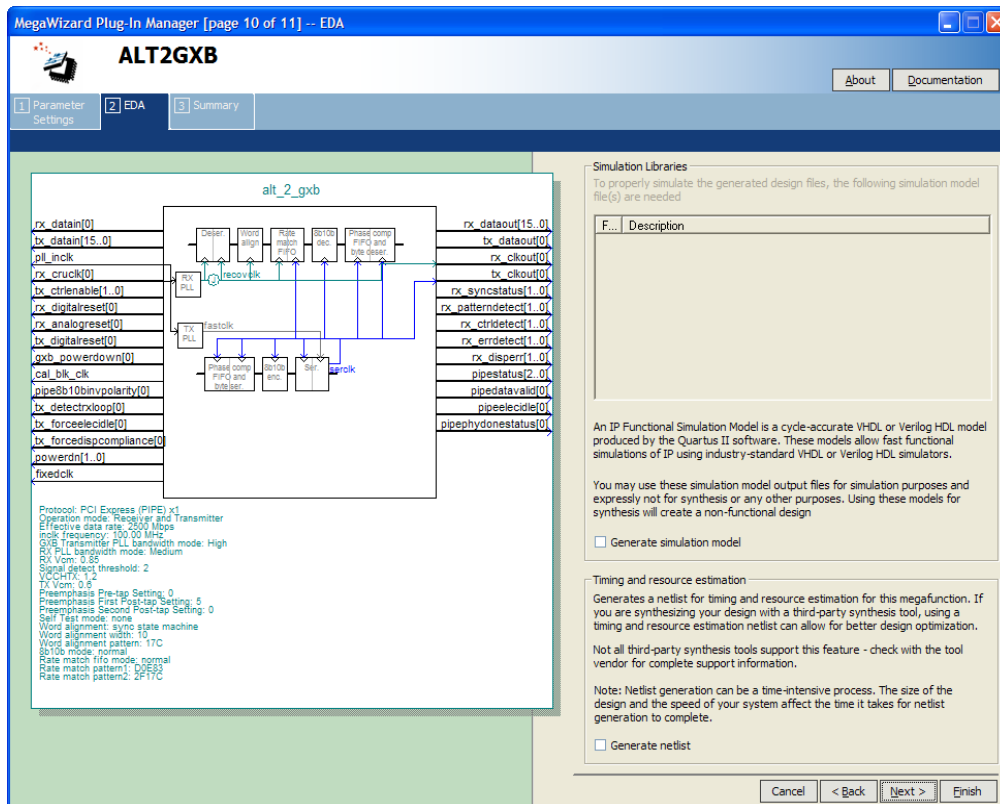 MegaWizard Plug-In Manager [page 10 of 11] -- EDA
ALT2GXB
About
Documentation
1 Parameter
Settings
2 EDA
3 Summary
alt_2_gxb
rx_datain[0]
tx_datain[15..0]
pll_inclk
rx_cruclk[0]
tx_ctrlenable[1..0]
rx_digitalreset[0]
rx_analogreset[0]
tx_digitalreset[0]
gxb_powerdown[0]
cal_blk_clk
pipe8b10binvpolarity[0]
tx_detectrxloop[0]
tx_forceelecidle[0]
tx_forcedispcompliance[0]
powerdn[1..0]
fixedclk
Deser.
Word
align
Rate
match
FIFO
8b10b
dec.
Phase comp
FIFO and
byte deser.
RX
PLL
recovclk
TX
PLL
fastclk
Phase comp
FIFO and
byteser.
8b10b
enc.
Ser.
serclk
rx_dataout[15..0]
tx_dataout[0]
rx_clkout[0]
tx_clkout[0]
rx_syncstatus[1..0]
rx_patterndetect[1..0]
rx_ctrldetect[1..0]
rx_errdetect[1..0]
rx_disperr[1..0]
pipestatus[2..0]
pipedatavalid[0]
pipeelecidle[0]
pipephydonestatus[0]
Protocol: PCI Express (PIPE) x1
Operation mode: Receiver and Transmitter
Effective data rate: 2500 Mbps
inclk frequency: 100.00 MHz
GXB Transmitter PLL bandwidth mode: High
RX PLL bandwidth mode: Medium
RX Vcm: 0.85
Signal detect threshold: 2
VCCHTX: 1.2
TX Vcm: 0.6
Preemphasis Pre-tap Setting: 0
Preemphasis First Post-tap Setting: 5
Preemphasis Second Post-tap Setting: 0
Self Test mode: none
Word alignment: sync state machine
Word alignment width: 10
Word alignment pattern: 17C
8b10b mode: normal
Rate match fifo mode: normal
Rate match pattern1: D0E83
Rate match pattern2: 2F17C
Simulation Libraries
To properly simulate the generated design files, the following simulation model
file(s) are needed
F... Description
An IP Functional Simulation Model is a cycle-accurate VHDL or Verilog HDL model
produced by the Quartus II software. These models allow fast functional
simulations of IP using industry-standard VHDL or Verilog HDL simulators.
You may use these simulation model output files for simulation purposes and
expressly not for synthesis or any other purposes. Using these models for
synthesis will create a non-functional design
Generate simulation model
Timing and resource estimation
Generates a netlist for timing and resource estimation for this megafunction. If
you are synthesizing your design with a third-party synthesis tool, using a
timing and resource estimation netlist can allow for better design optimization.
Not all third-party synthesis tools support this feature - check with the tool
vendor for complete support information.
Note: Netlist generation can be a time-intensive process. The size of the
design and the speed of your system affect the time it takes for netlist
generation to complete.
Generate netlist
Cancel
< Back
Next >
Finish